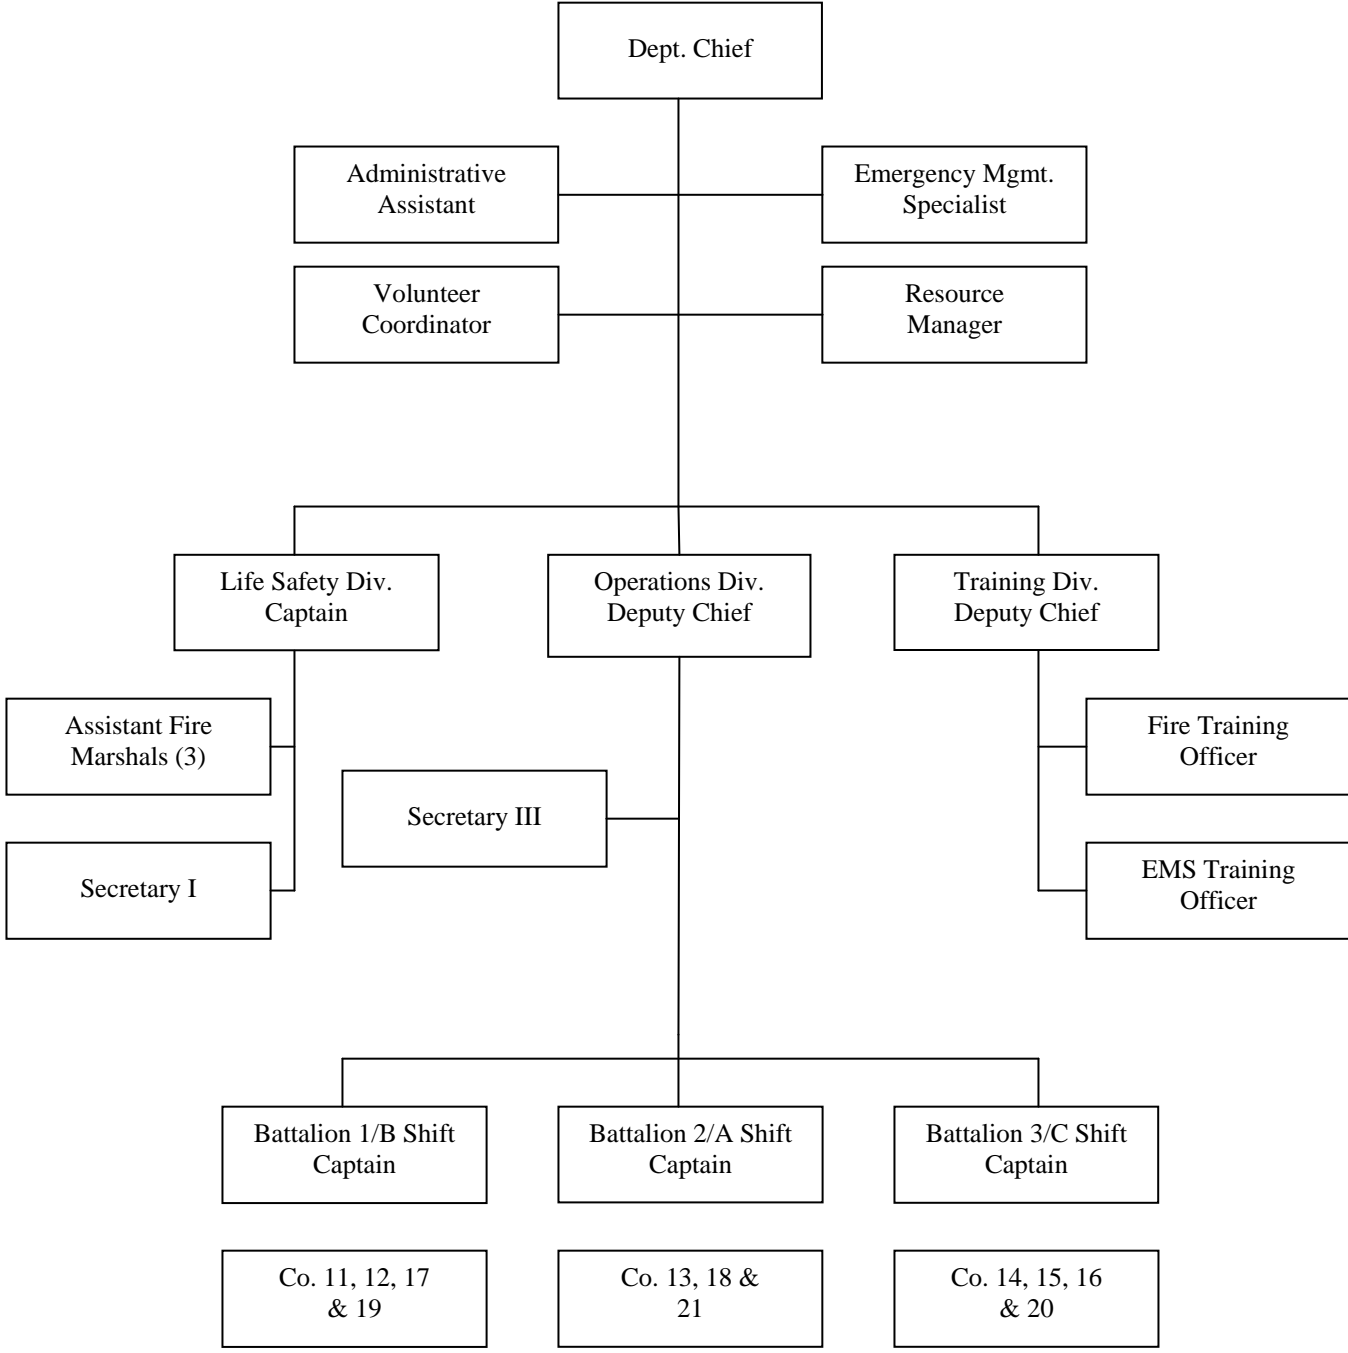 Dept. Chief
Administrative
Assistant
Emergency Mgmt.
Specialist
Volunteer
Coordinator
Resource
Manager
Life Safety Div.
Captain
Operations Div.
Deputy Chief
Training Div.
Deputy Chief
Assistant Fire
Marshals (3)
Fire Training
Officer
Secretary III
Secretary I
EMS Training
Officer
Battalion 1/B Shift
Captain
Battalion 2/A Shift
Captain
Battalion 3/C Shift
Captain
Co. 11, 12, 17
& 19
Co. 13, 18 &
21
Co. 14, 15, 16
& 20